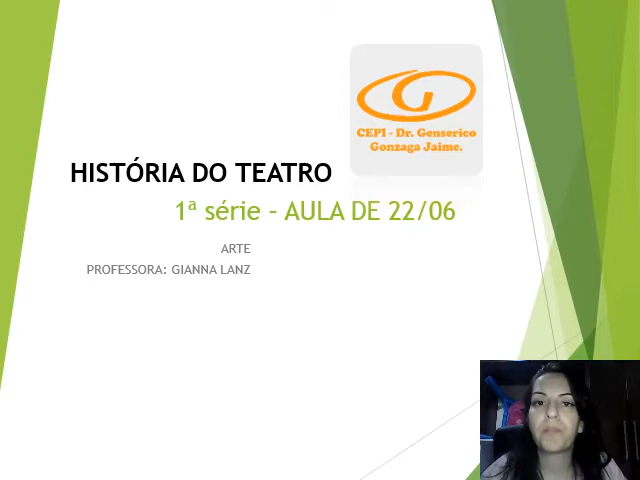 CEPI - Dr. Genserico
Gonzaga Jaime.
HISTÓRIA DO TEATRO
1ª série – AULA DE 22/06
ARTE
PROFESSORA: GIANNA LANZ